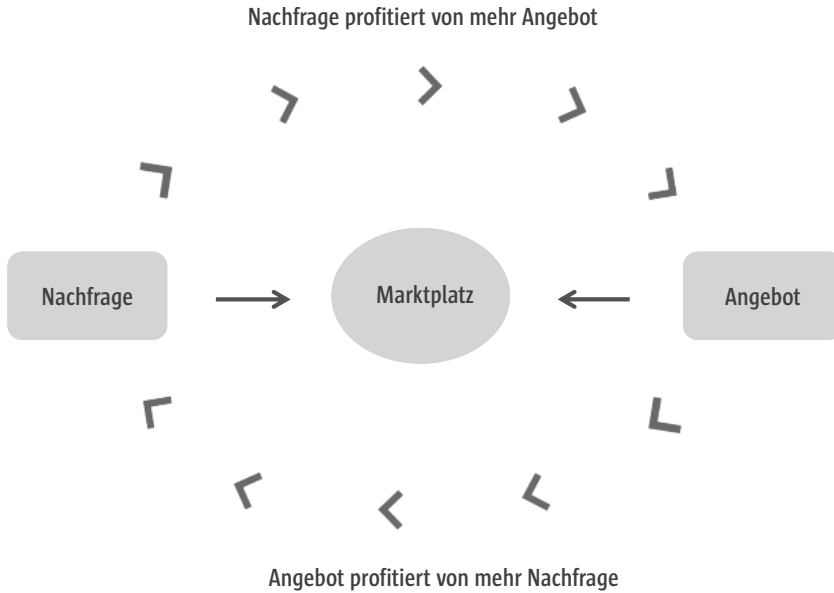 Nachfrage profitiert von mehr Angebot
Nachfrage
Marktplatz
Angebot
Angebot profitiert von mehr Nachfrage